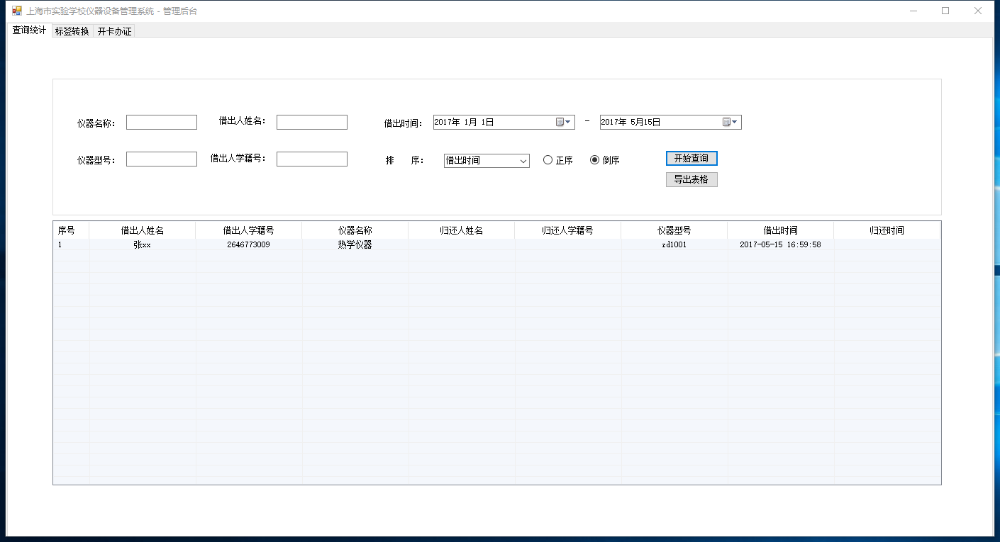 上海市实验学校仪器设备管理系统 - 管理后台
查询统计 标签转换 开卡办证
仪器名称： 借出人姓名： 借出时间： 2017年 1月 1日 - 2017年 5月15日
仪器型号： 借出人学籍号： 排 序： 借出时间 正序 倒序 开始查询
导出表格
序号 借出人姓名 借出人学籍号 仪器名称 归还人姓名 归还人学籍号 仪器型号 借出时间 归还时间
1 张xx 2646773009 热学仪器 zd1001 2017-05-15 16:59:58